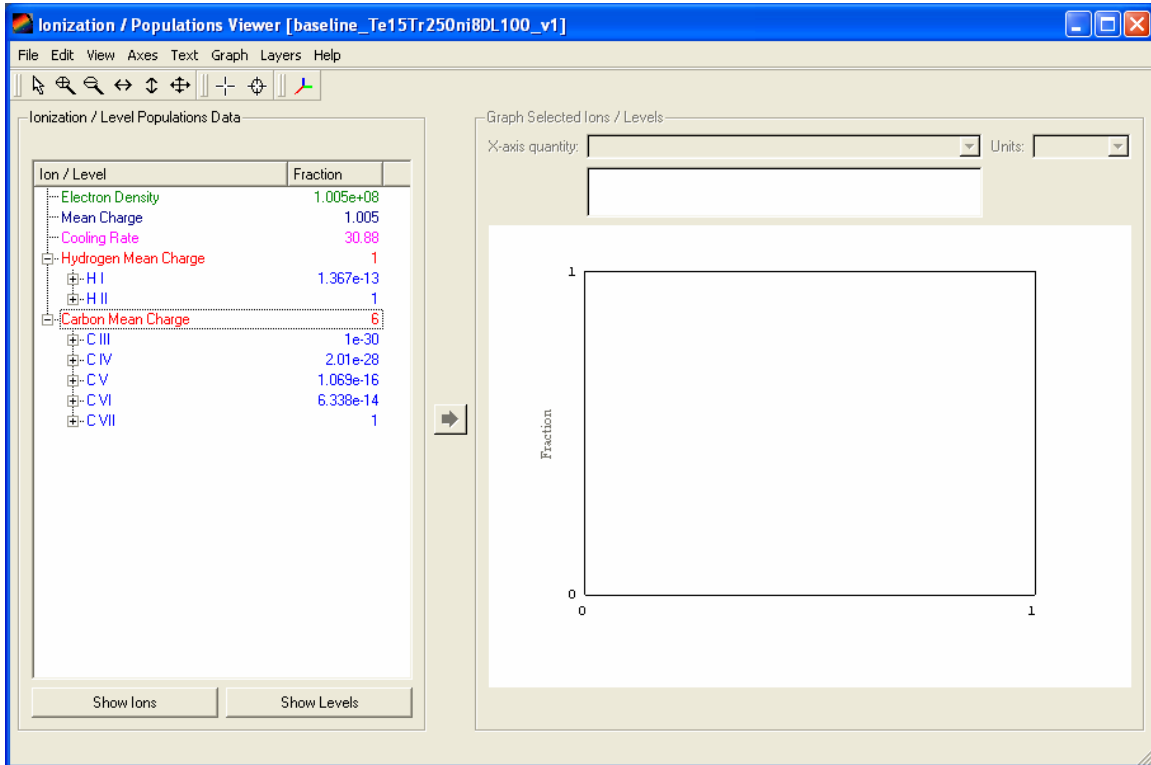 Ionization / Populations Viewer [baseline_Te15Tr250ni8DL100_v1]
File Edit View Axes Text Graph Layers Help
Ionization / Level Populations Data
Ion / Level Fraction
Electron Density 1.005e+08
Mean Charge 1.005
Cooling Rate 30.88
Hydrogen Mean Charge 1
H I 1.367e-13
H II 1
Carbon Mean Charge 6
C III 1e-30
C IV 2.01e-28
C V 1.069e-16
C VI 6.338e-14
C VII 1
Show Ions Show Levels
Graph Selected Ions / Levels
X-axis quantity: Units:
1
Fraction
0
0 1